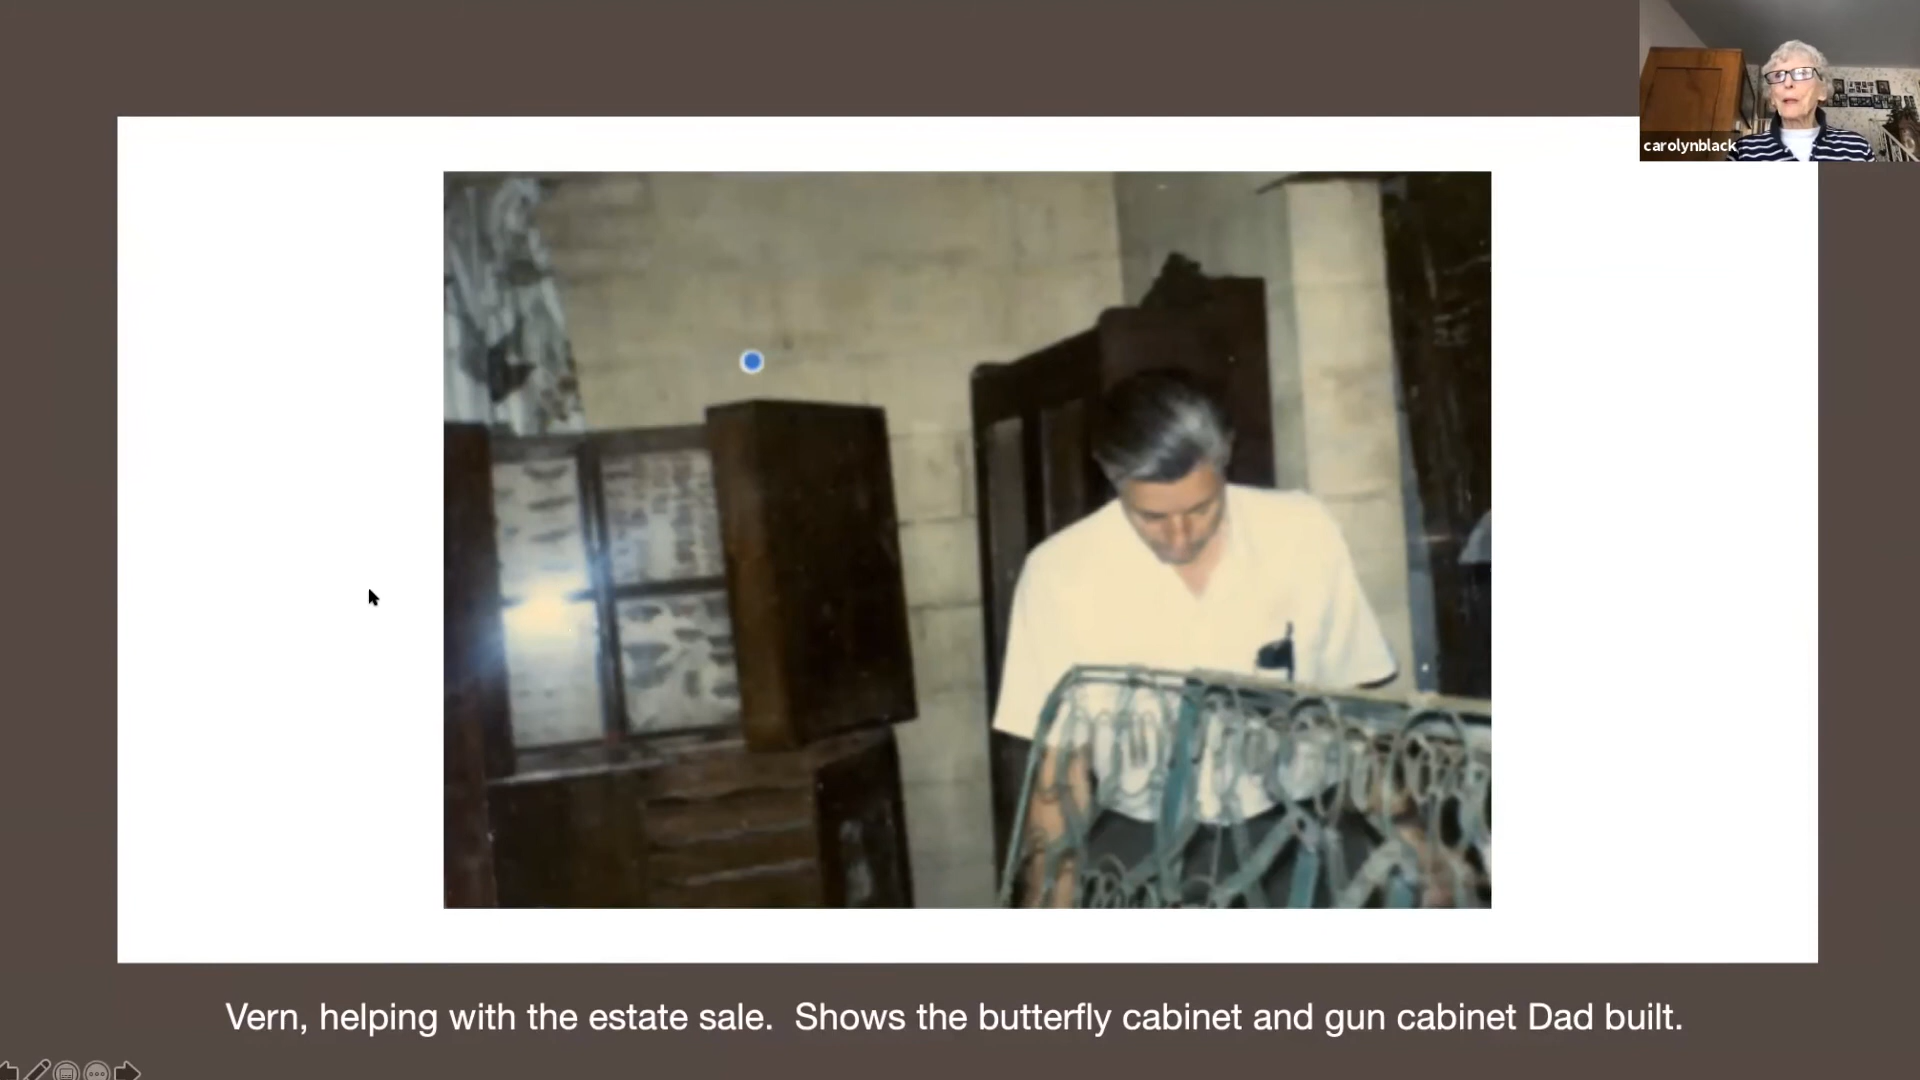 carolynblack
Vern, helping with the estate sale.  Shows the butterfly cabinet and gun cabinet Dad built.